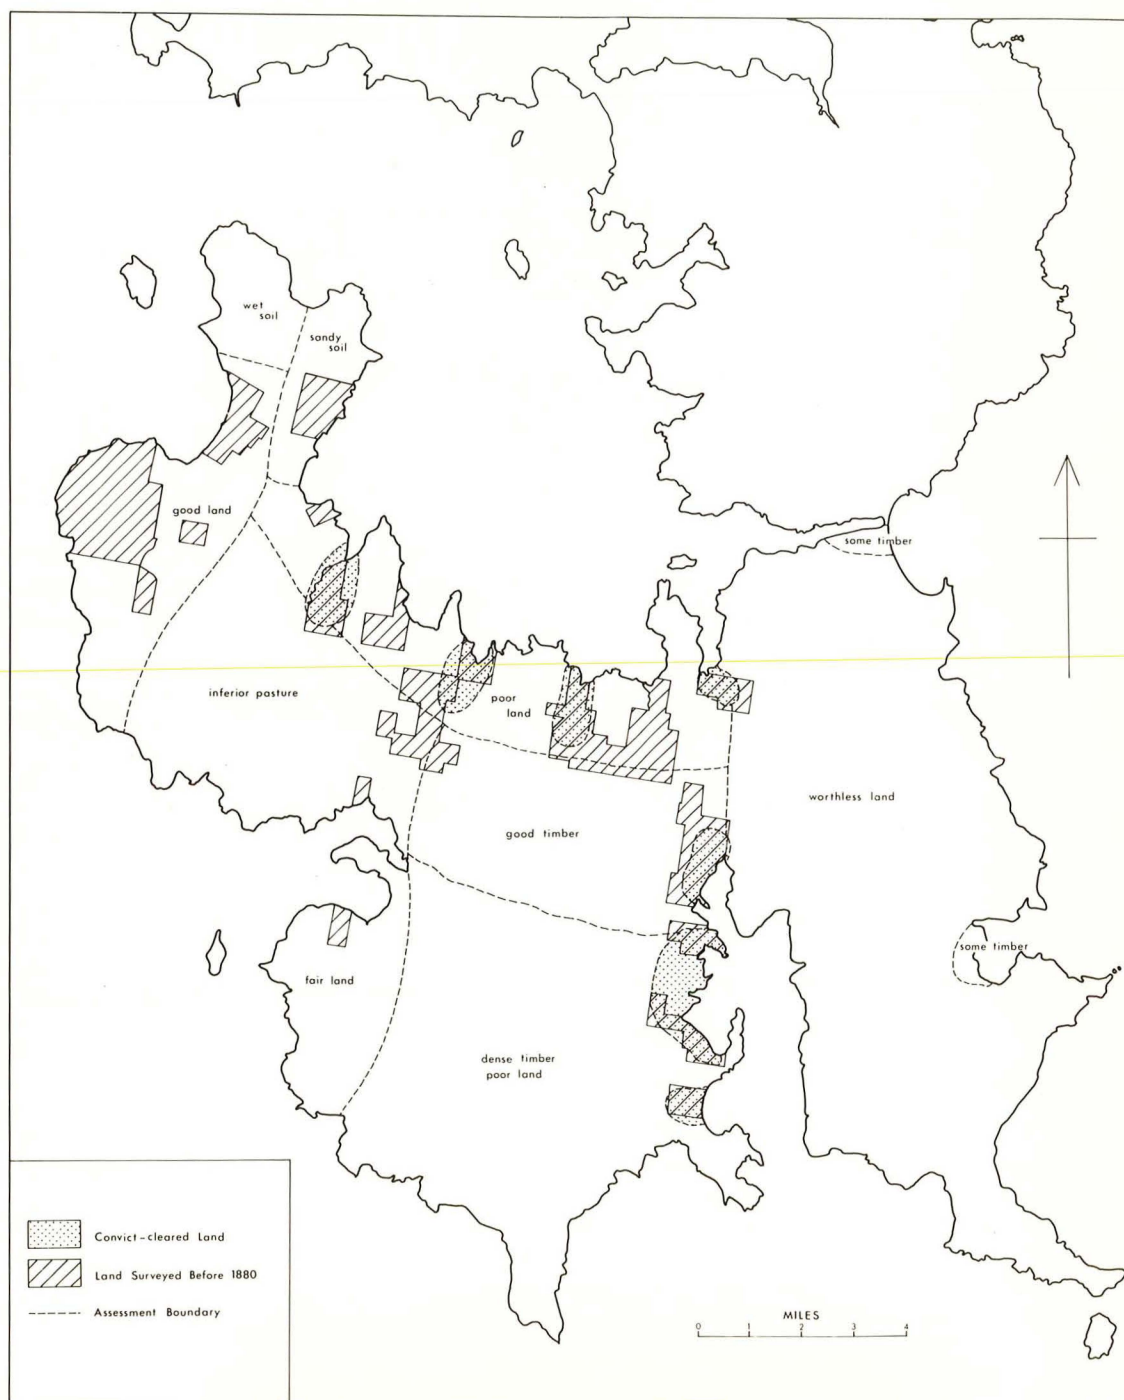 wet
soil
sandy
soil
good land
some timber
inferior pasture
poor
land
worthless land
good timber
some timber
fair land
dense timber
poor land
Convict-cleared Land
Land Surveyed Before 1880
Assessment Boundary
MILES
0 1 2 3 4